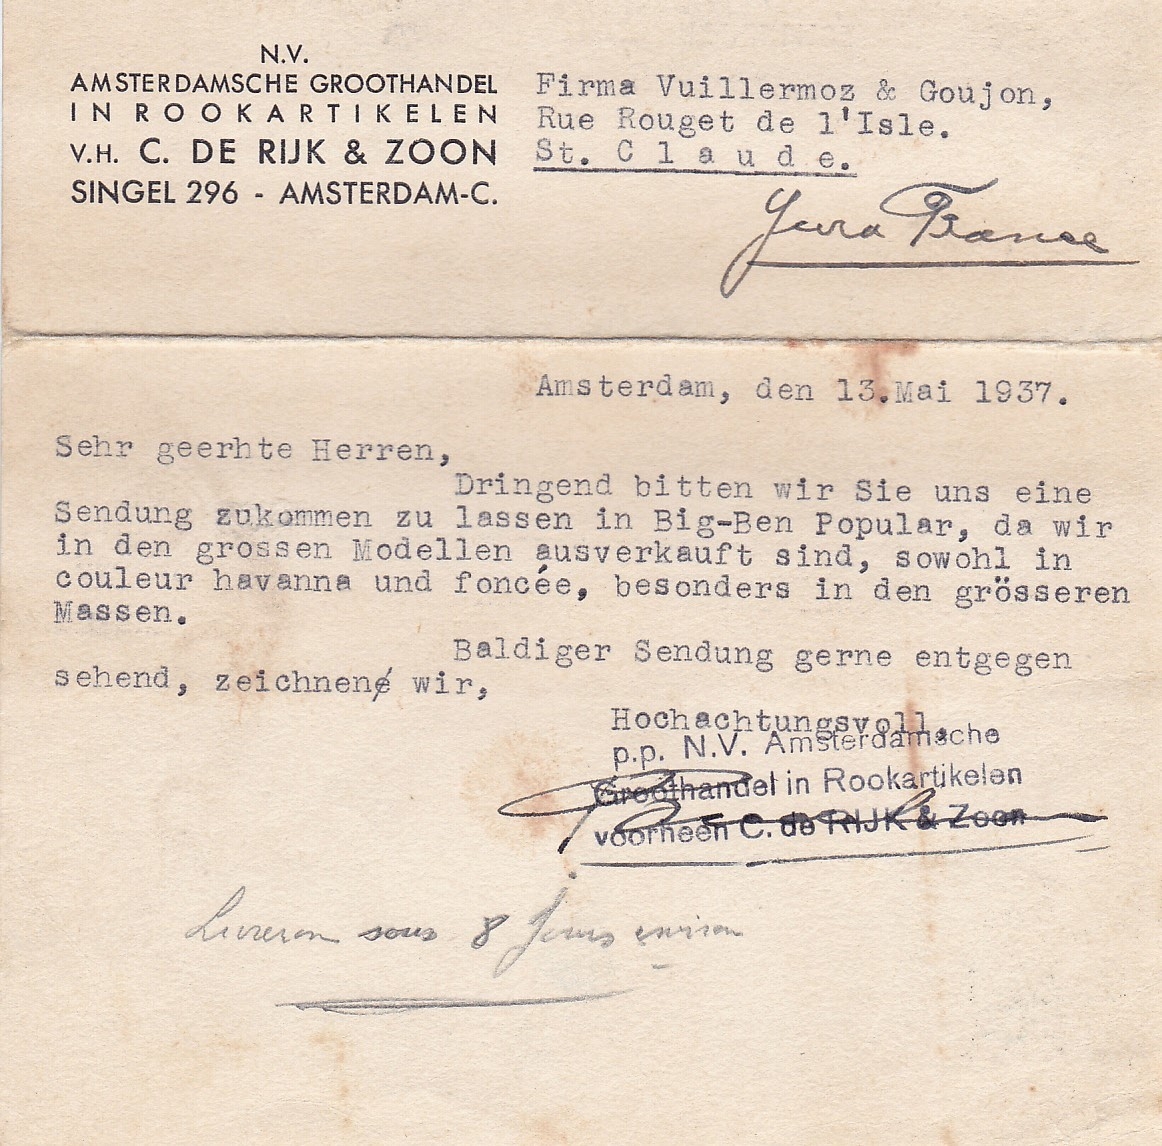 N.V.
AMSTERDAMSCHE GROOTHANDEL
IN ROOKARTIKELEN
V.H. C. DE RIJK & ZOON
SINGEL 296 - AMSTERDAM-C.
Firma Vuillermoz & Goujon,
Rue Rouget de l'Isle.
St. C l a u d e.
Jura France
Amsterdam, den 13.Mai 1937.
Sehr geerhte Herren,
Dringend bitten wir Sie uns eine
Sendung zukommen zu lassen in Big-Ben Popular, da wir
in den grossen Modellen ausverkauft sind, sowohl in
couleur havanna und foncée, besonders in den grösseren
Massen.
Baldiger Sendung gerne entgegen
sehend, zeichnen wir,
Hochachtungsvoll,
p.p. N.V. Amsterdamsche
Groothandel in Rookartikelen
voorheen C. de RIJK & Zoon
Livreron sous 8 Jours environ